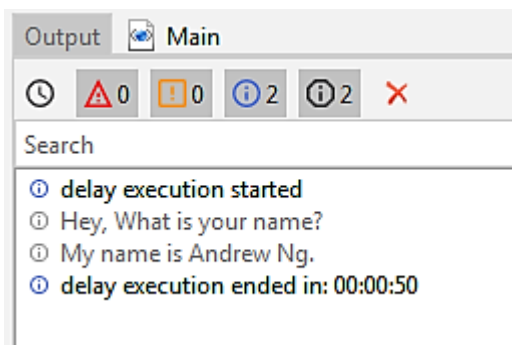 Output Main
0 0 2 2
Search
delay execution started
Hey, What is your name?
My name is Andrew Ng.
delay execution ended in: 00:00:50